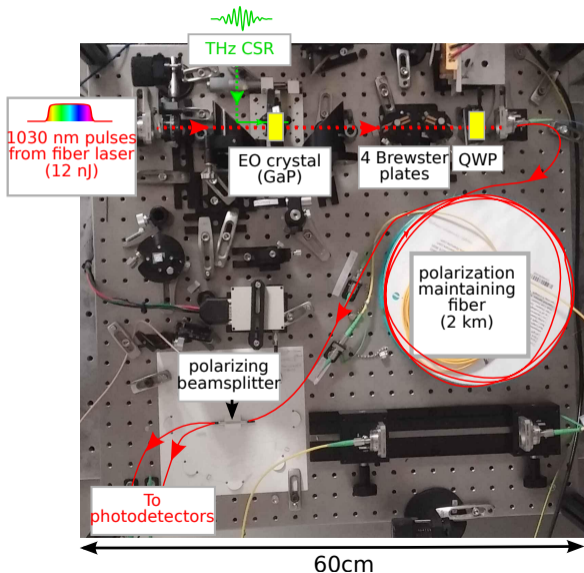 THz CSR
1030 nm pulses
from fiber laser
(12 nJ)
EO crystal
(GaP)
4 Brewster
plates
QWP
polarization
maintaining
fiber
(2 km)
polarizing
beamsplitter
To
photodetectors
60cm